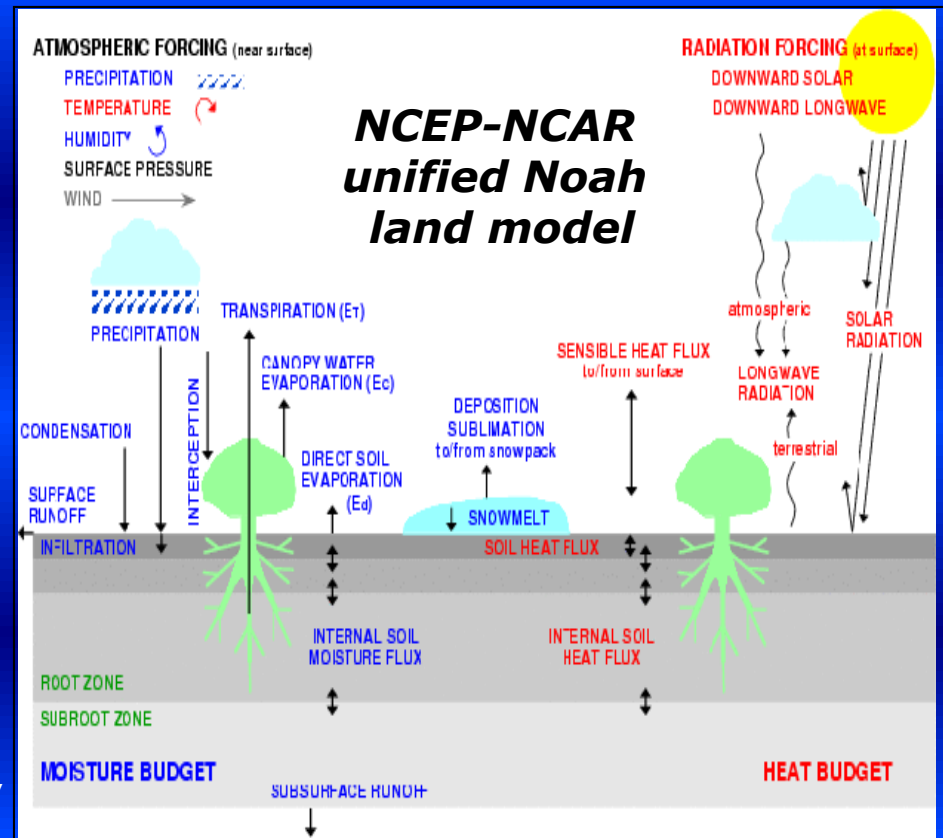 ATMOSPHERIC FORCING (near surface)
PRECIPITATION
TEMPERATURE
HUMIDITY
SURFACE PRESSURE
WIND
RADIATION FORCING (at surface)
DOWNWARD SOLAR
DOWNWARD LONGWAVE
NCEP-NCAR
unified Noah
land model
PRECIPITATION
TRANSPIRATION (ET)
CANOPY WATER
EVAPORATION (Ec)
INTERCEPTION
CONDENSATION
DIRECT SOIL
EVAPORATION
(Ed)
DEPOSITION
SUBLIMATION
to/from snowpack
SENSIBLE HEAT FLUX
to/from surface
atmospheric
LONGWAVE
RADIATION
terrestrial
SOLAR
RADIATION
SURFACE
RUNOFF
INFILTRATION
SNOWMELT
SOIL HEAT FLUX
INTERNAL SOIL
MOISTURE FLUX
INTERNAL SOIL
HEAT FLUX
ROOT ZONE
SUBROOT ZONE
MOISTURE BUDGET
HEAT BUDGET
SUBSURFACE RUNOFF